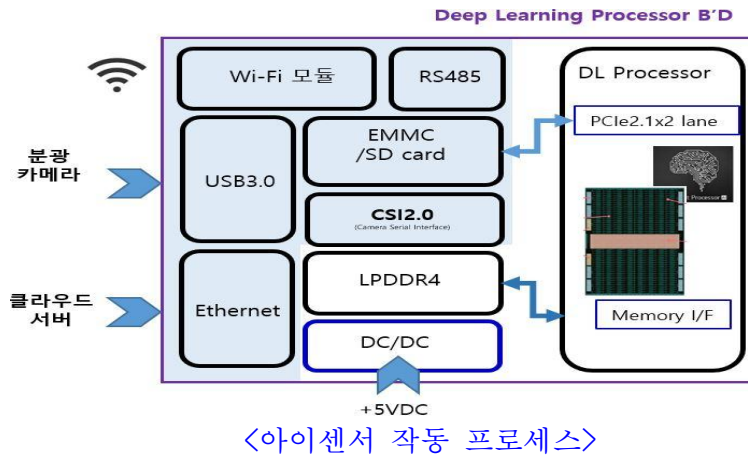 Deep Learning Processor B'D
Wi-Fi 모듈
RS485
DL Processor
PCIe2.1x2 lane
EMMC
/SD card
분광
카메라
USB3.0
CSI2.0
(Camera Serial Interface)
LPDDR4
클라우드
서버
Ethernet
Memory I/F
DC/DC
+5VDC
<아이센서 작동 프로세스>